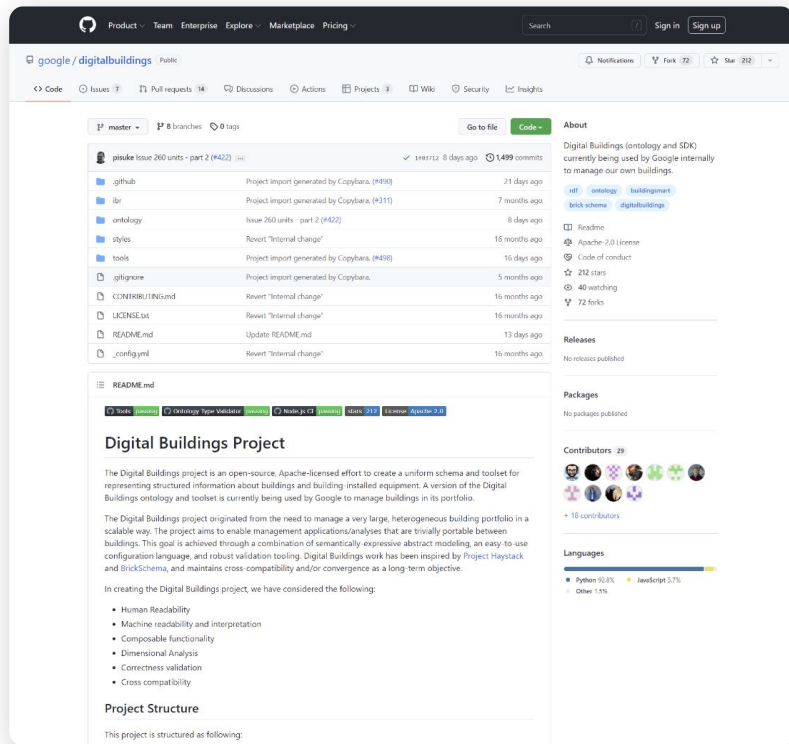 Product Team Enterprise Explore Marketplace Pricing Search / Sign in Sign up
google / digitalbuildings Public Notifications Fork 72 Star 212
<> Code Issues 7 Pull requests 14 Discussions Actions Projects 3 Wiki Security Insights
master 8 branches 0 tags Go to file Code
pisuke Issue 260 units - part 2 (#422) ... 8 days ago 1,499 commits
.github Project import generated by Copybara. (#490) 21 days ago
ibr Project import generated by Copybara. (#311) 7 months ago
ontology Issue 260 units - part 2 (#422) 8 days ago
styles Revert "Internal change" 16 months ago
tools Project import generated by Copybara. (#498) 16 days ago
.gitignore Project import generated by Copybara. 5 months ago
CONTRIBUTING.md Revert "Internal change" 16 months ago
LICENSE.txt Revert "Internal change" 16 months ago
README.md Update README.md 13 days ago
_config.yml Revert "Internal change" 16 months ago
README.md
Tools passing Ontology Type Validator passing Node.js CI passing stars 212 License Apache 2.0
Digital Buildings Project
The Digital Buildings project is an open-source, Apache-licensed effort to create a uniform schema and toolset for
representing structured information about buildings and building-installed equipment. A version of the Digital
Buildings ontology and toolset is currently being used by Google to manage buildings in its portfolio.
The Digital Buildings project originated from the need to manage a very large, heterogeneous building portfolio in a
scalable way. The project aims to enable management applications/analyses that are trivially portable between
buildings. This goal is achieved through a combination of semantically-expressive abstract modeling, an easy-to-use
configuration language, and robust validation tooling. Digital Buildings work has been inspired by Project Haystack
and BrickSchema, and maintains cross-compatibility and/or convergence as a long-term objective.
In creating the Digital Buildings project, we have considered the following:
• Human Readability
• Machine readability and interpretation
• Composable functionality
• Dimensional Analysis
• Correctness validation
• Cross compatibility
Project Structure
This project is structured as following:
About
Digital Buildings (ontology and SDK)
currently being used by Google internally
to manage our own buildings.
rdf ontology buildingsmart
brick-schema digitalbuildings
Readme
Apache-2.0 License
Code of conduct
212 stars
40 watching
72 forks
Releases
No releases published
Packages
No packages published
Contributors 29
+ 18 contributors
Languages
Python 92.8% JavaScript 5.7%
Other 1.5%